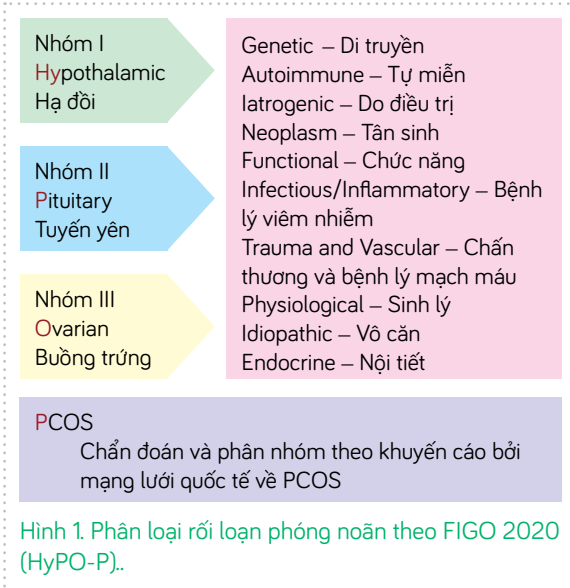 Nhóm I
Hypothalamic
Hạ đồi
Nhóm II
Pituitary
Tuyến yên
Nhóm III
Ovarian
Buồng trứng
Genetic – Di truyền
Autoimmune – Tự miễn
Iatrogenic – Do điều trị
Neoplasm – Tân sinh
Functional – Chức năng
Infectious/Inflammatory – Bệnh
lý viêm nhiễm
Trauma and Vascular – Chấn
thương và bệnh lý mạch máu
Physiological – Sinh lý
Idiopathic – Vô căn
Endocrine – Nội tiết
PCOS
Chẩn đoán và phân nhóm theo khuyến cáo bởi
mạng lưới quốc tế về PCOS
Hình 1. Phân loại rối loạn phóng noãn theo FIGO 2020
(HyPO-P)..